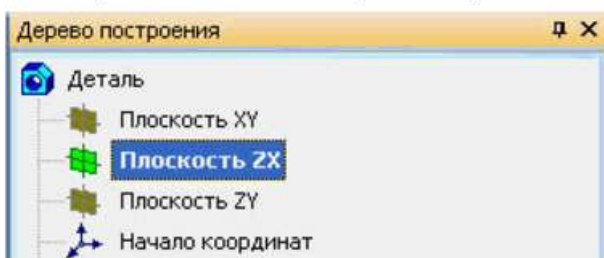 Дерево построения
Деталь
Плоскость XY
Плоскость ZX
Плоскость ZY
Начало координат